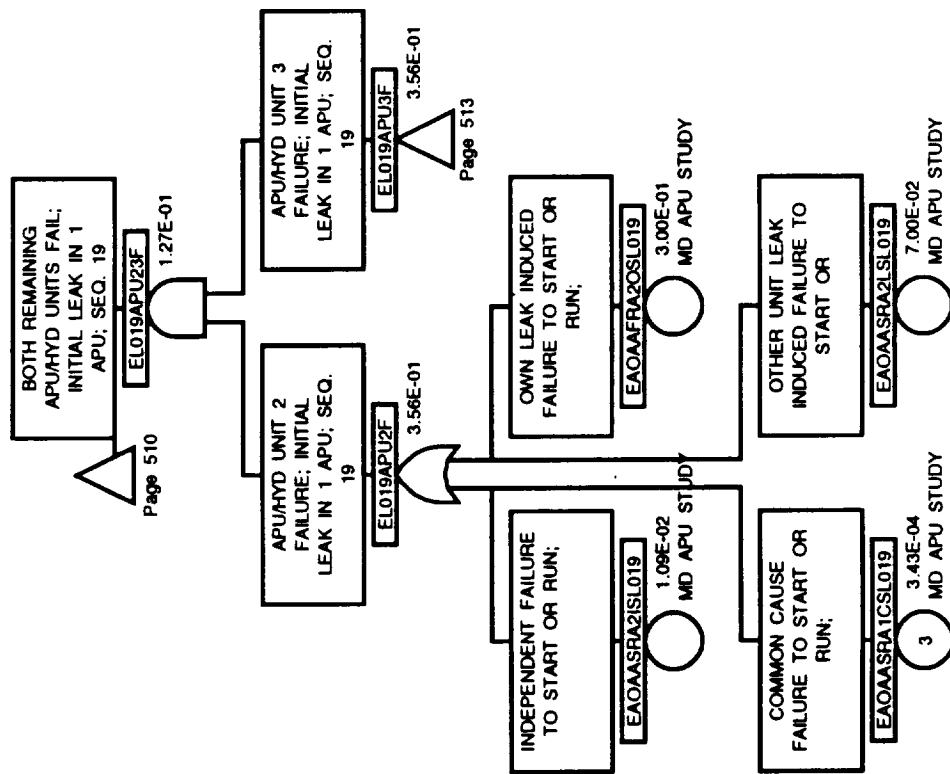 BOTH REMAINING
APU/HYD UNITS FAIL;
INITIAL LEAK IN 1
APU; SEQ. 19
EL019APU23F
1.27E-01
Page 510
APU/HYD UNIT 2
FAILURE; INITIAL
LEAK IN 1 APU; SEQ.
19
EL019APU2F
3.56E-01
APU/HYD UNIT 3
FAILURE; INITIAL
LEAK IN 1 APU; SEQ.
19
EL019APU3F
3.56E-01
Page 513
INDEPENDENT FAILURE
TO START OR RUN;
EAOAASRA2ISL019
1.09E-02
MD APU STUDY
OWN LEAK INDUCED
FAILURE TO START OR
RUN;
EAOAAFRA2OSL019
3.00E-01
MD APU STUDY
COMMON CAUSE
FAILURE TO START OR
RUN;
EAOAASRA1CSL019
3
3.43E-04
MD APU STUDY
OTHER UNIT LEAK
INDUCED FAILURE TO
START OR
EAOAASRA2LSL019
7.00E-02
MD APU STUDY